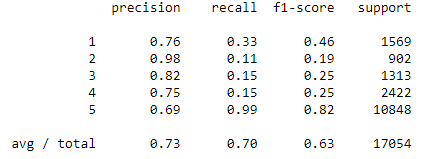 precision recall f1-score support
1 0.76 0.33 0.46 1569
2 0.98 0.11 0.19 902
3 0.82 0.15 0.25 1313
4 0.75 0.15 0.25 2422
5 0.69 0.99 0.82 10848
avg / total 0.73 0.70 0.63 17054